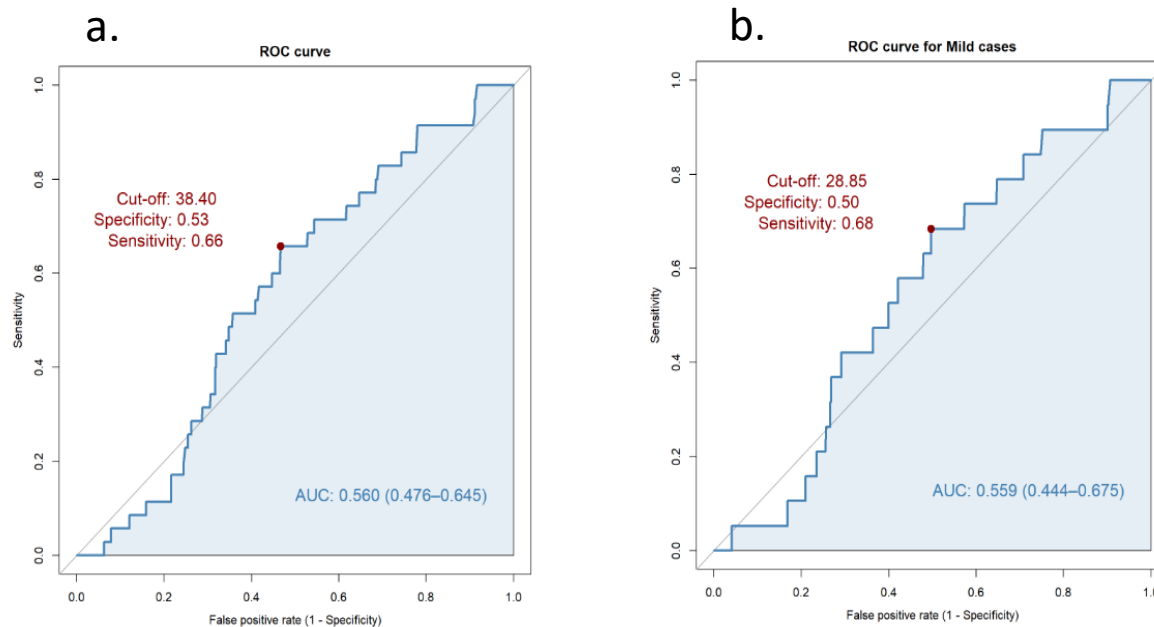 a.
ROC curve
1.0
0.8
0.6
0.4
0.2
0.0
Sensitivity
Cut-off: 38.40
Specificity: 0.53
Sensitivity: 0.66
AUC: 0.560 (0.476–0.645)
0.0 0.2 0.4 0.6 0.8 1.0
False positive rate (1 - Specificity)
b.
ROC curve for Mild cases
1.0
0.8
0.6
0.4
0.2
0.0
Sensitivity
Cut-off: 28.85
Specificity: 0.50
Sensitivity: 0.68
AUC: 0.559 (0.444–0.675)
0.0 0.2 0.4 0.6 0.8 1.0
False positive rate (1 - Specificity)